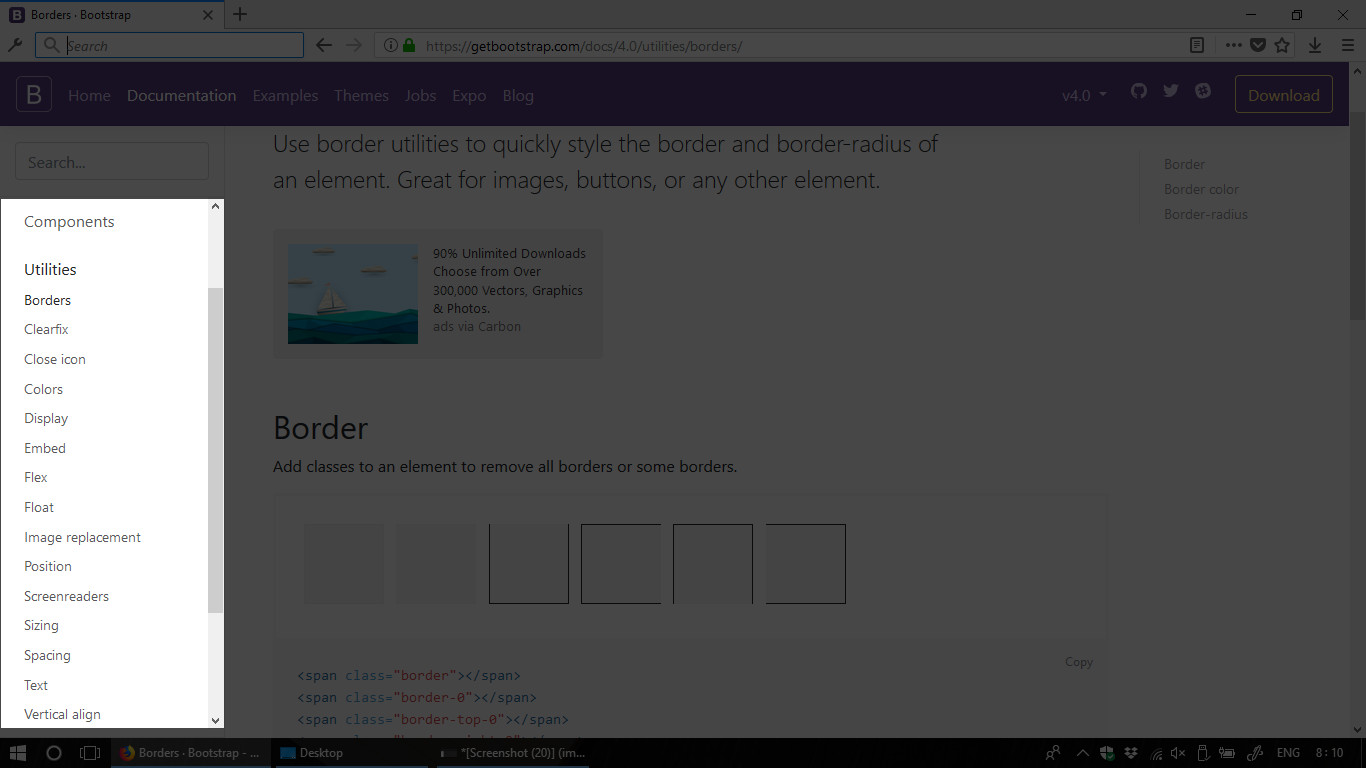 Borders · Bootstrap
Search
https://getbootstrap.com/docs/4.0/utilities/borders/
B
Home Documentation Examples Themes Jobs Expo Blog v4.0 Download
Search...
Components
Utilities
Borders
Clearfix
Close icon
Colors
Display
Embed
Flex
Float
Image replacement
Position
Screenreaders
Sizing
Spacing
Text
Vertical align
Use border utilities to quickly style the border and border-radius of
an element. Great for images, buttons, or any other element.
90% Unlimited Downloads
Choose from Over
300,000 Vectors, Graphics
& Photos.
ads via Carbon
Border
Add classes to an element to remove all borders or some borders.
Copy
<span class="border"></span>
<span class="border-0"></span>
<span class="border-top-0"></span>
Border
Border color
Border-radius
Borders · Bootstrap - ...
Desktop
*[Screenshot (20)] (im...
ENG
8:10